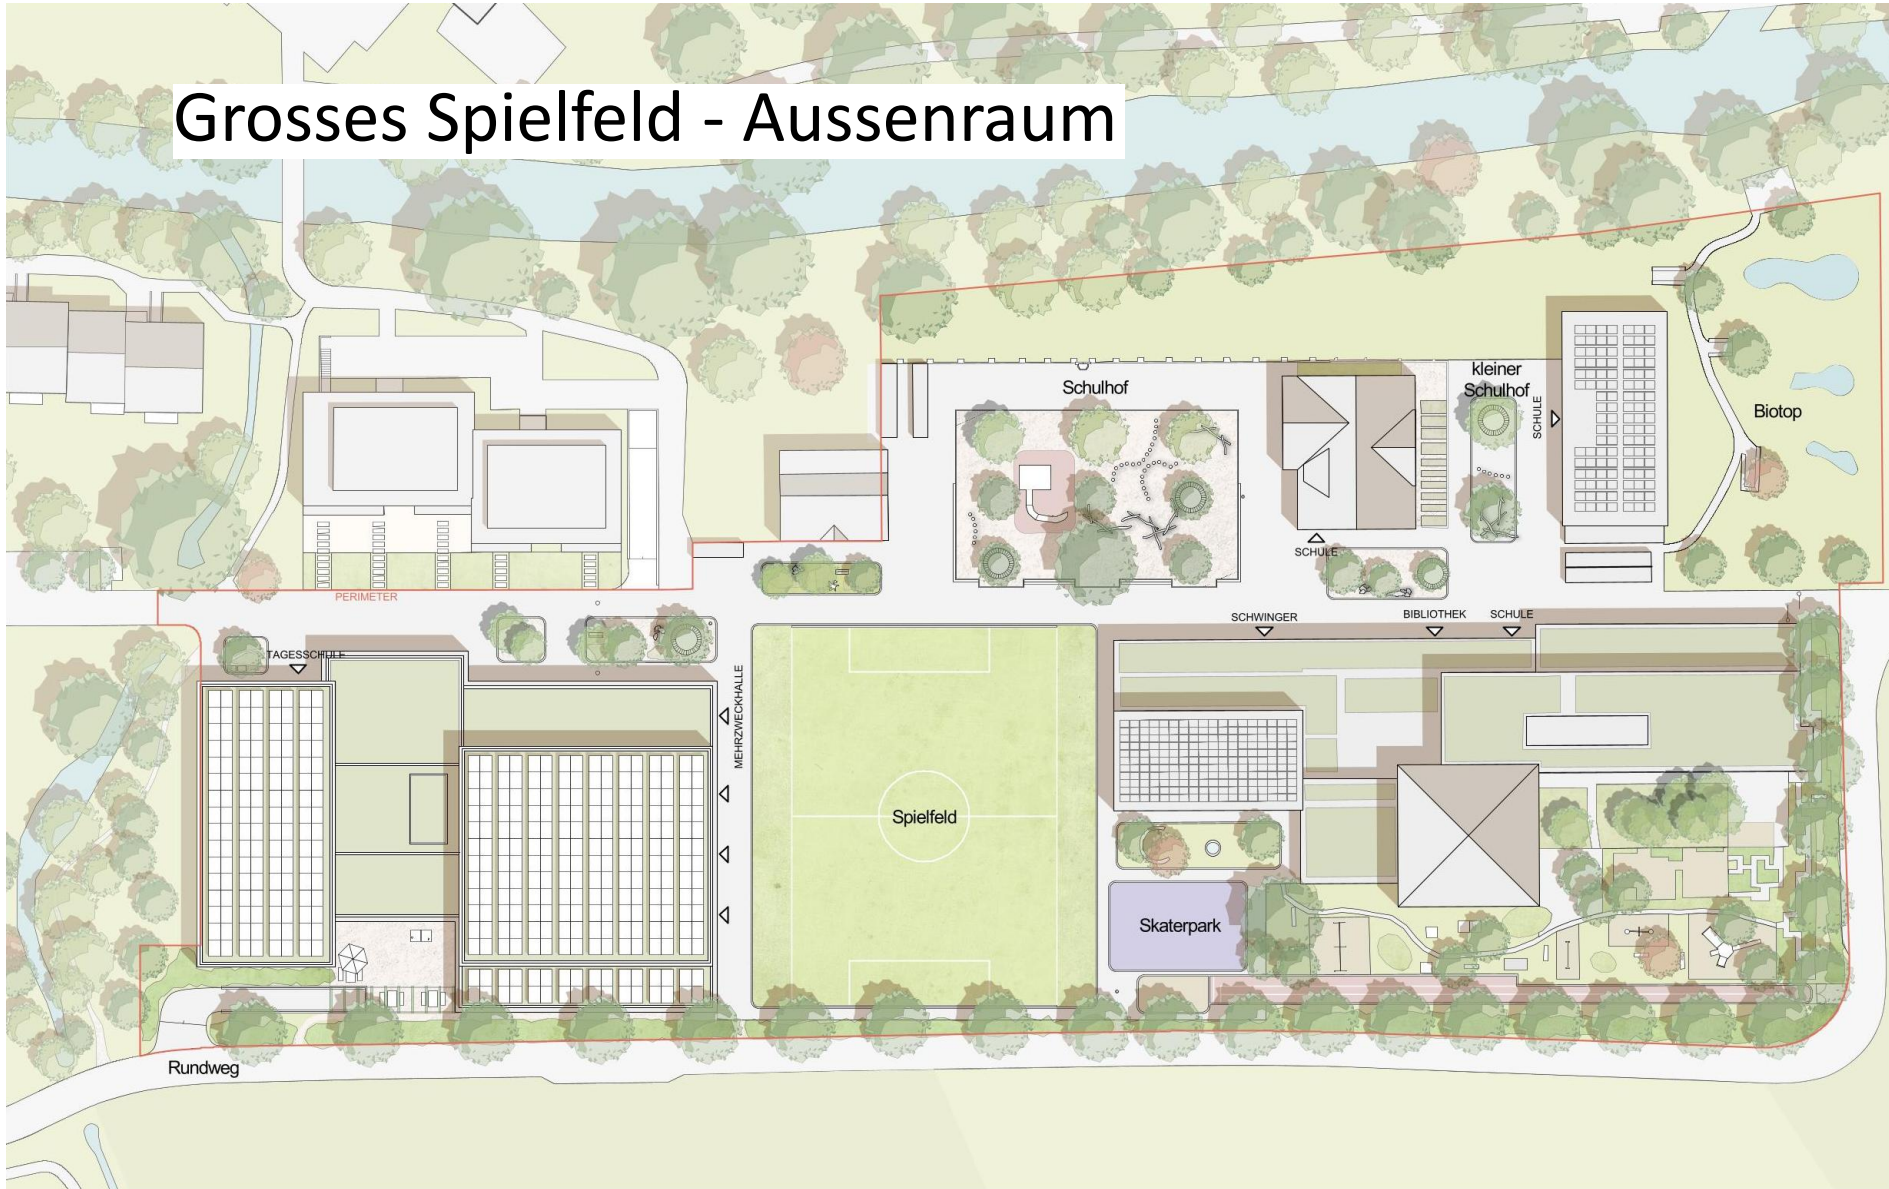 Grosses Spielfeld - Aussenraum
Schulhof
kleiner
Schulhof
SCHULE
Biotop
SCHULE
PERIMETER
SCHWINGER
BIBLIOTHEK
SCHULE
TAGESSCHULE
MEHRZWECKHALLE
Spielfeld
Skaterpark
Rundweg